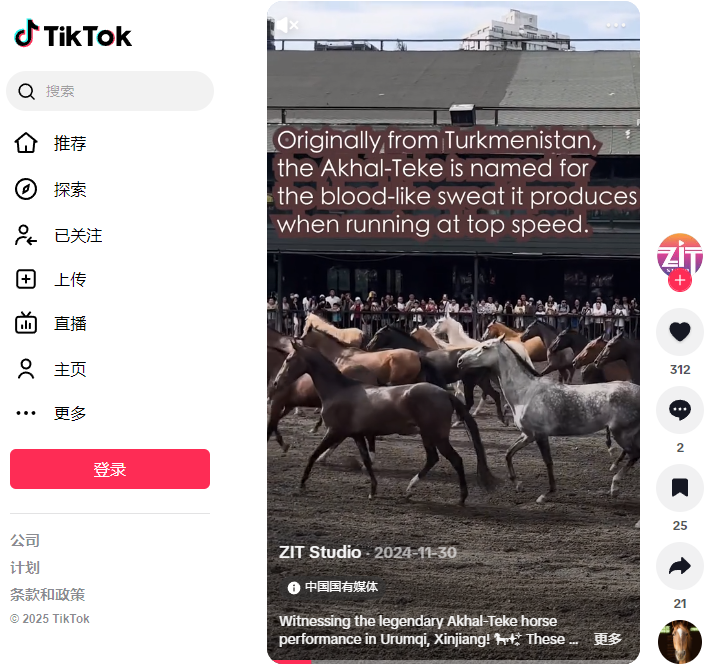 TikTok
搜索
推荐
探索
已关注
上传
直播
主页
更多
登录
公司
计划
条款和政策
© 2025 TikTok
Originally from Turkmenistan,
the Akhal-Teke is named for
the blood-like sweat it produces
when running at top speed.
ZIT Studio · 2024-11-30
中国国有媒体
Witnessing the legendary Akhal-Teke horse
performance in Urumqi, Xinjiang! 🐎✨ These ... 更多
ZIT
312
2
25
21